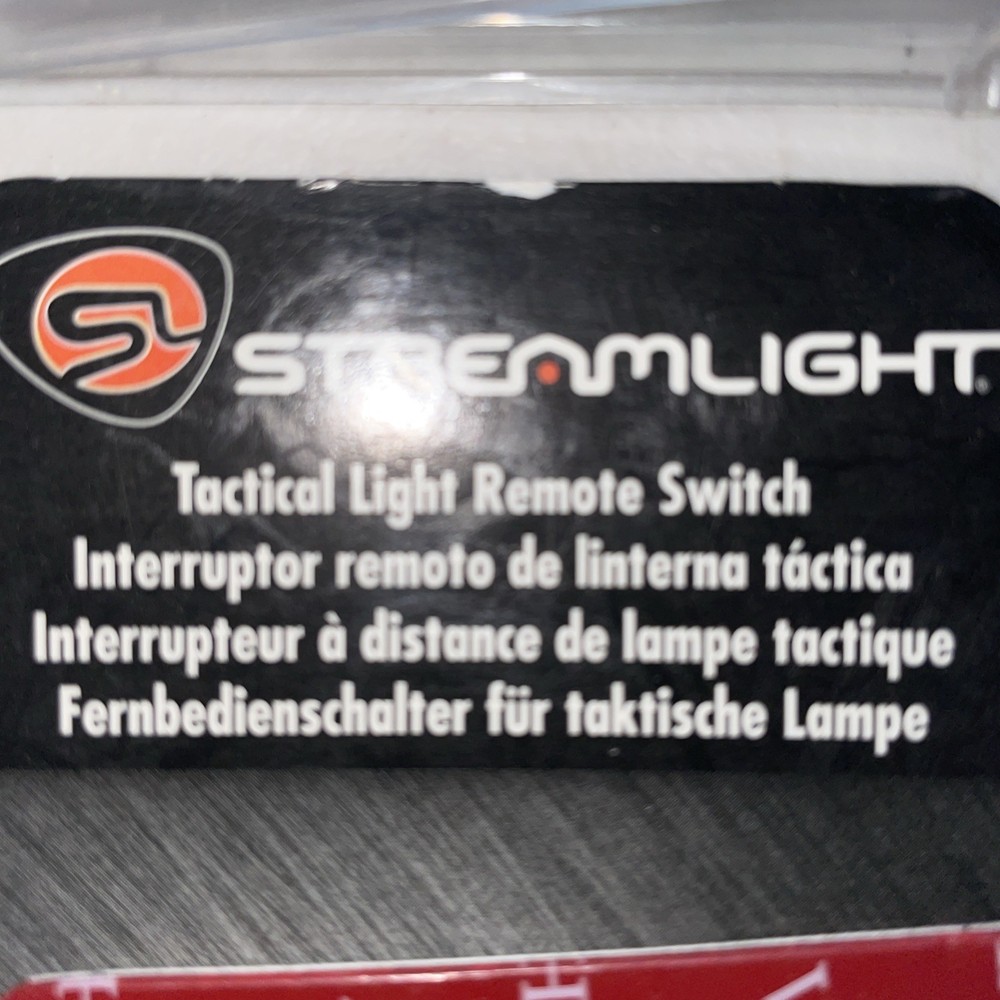 STREAMLIGHT
Tactical Light Remote Switch
Interruptor remoto de linterna táctica
Interrupteur à distance de lampe tactique
Fernbedienschalter für taktische Lampe